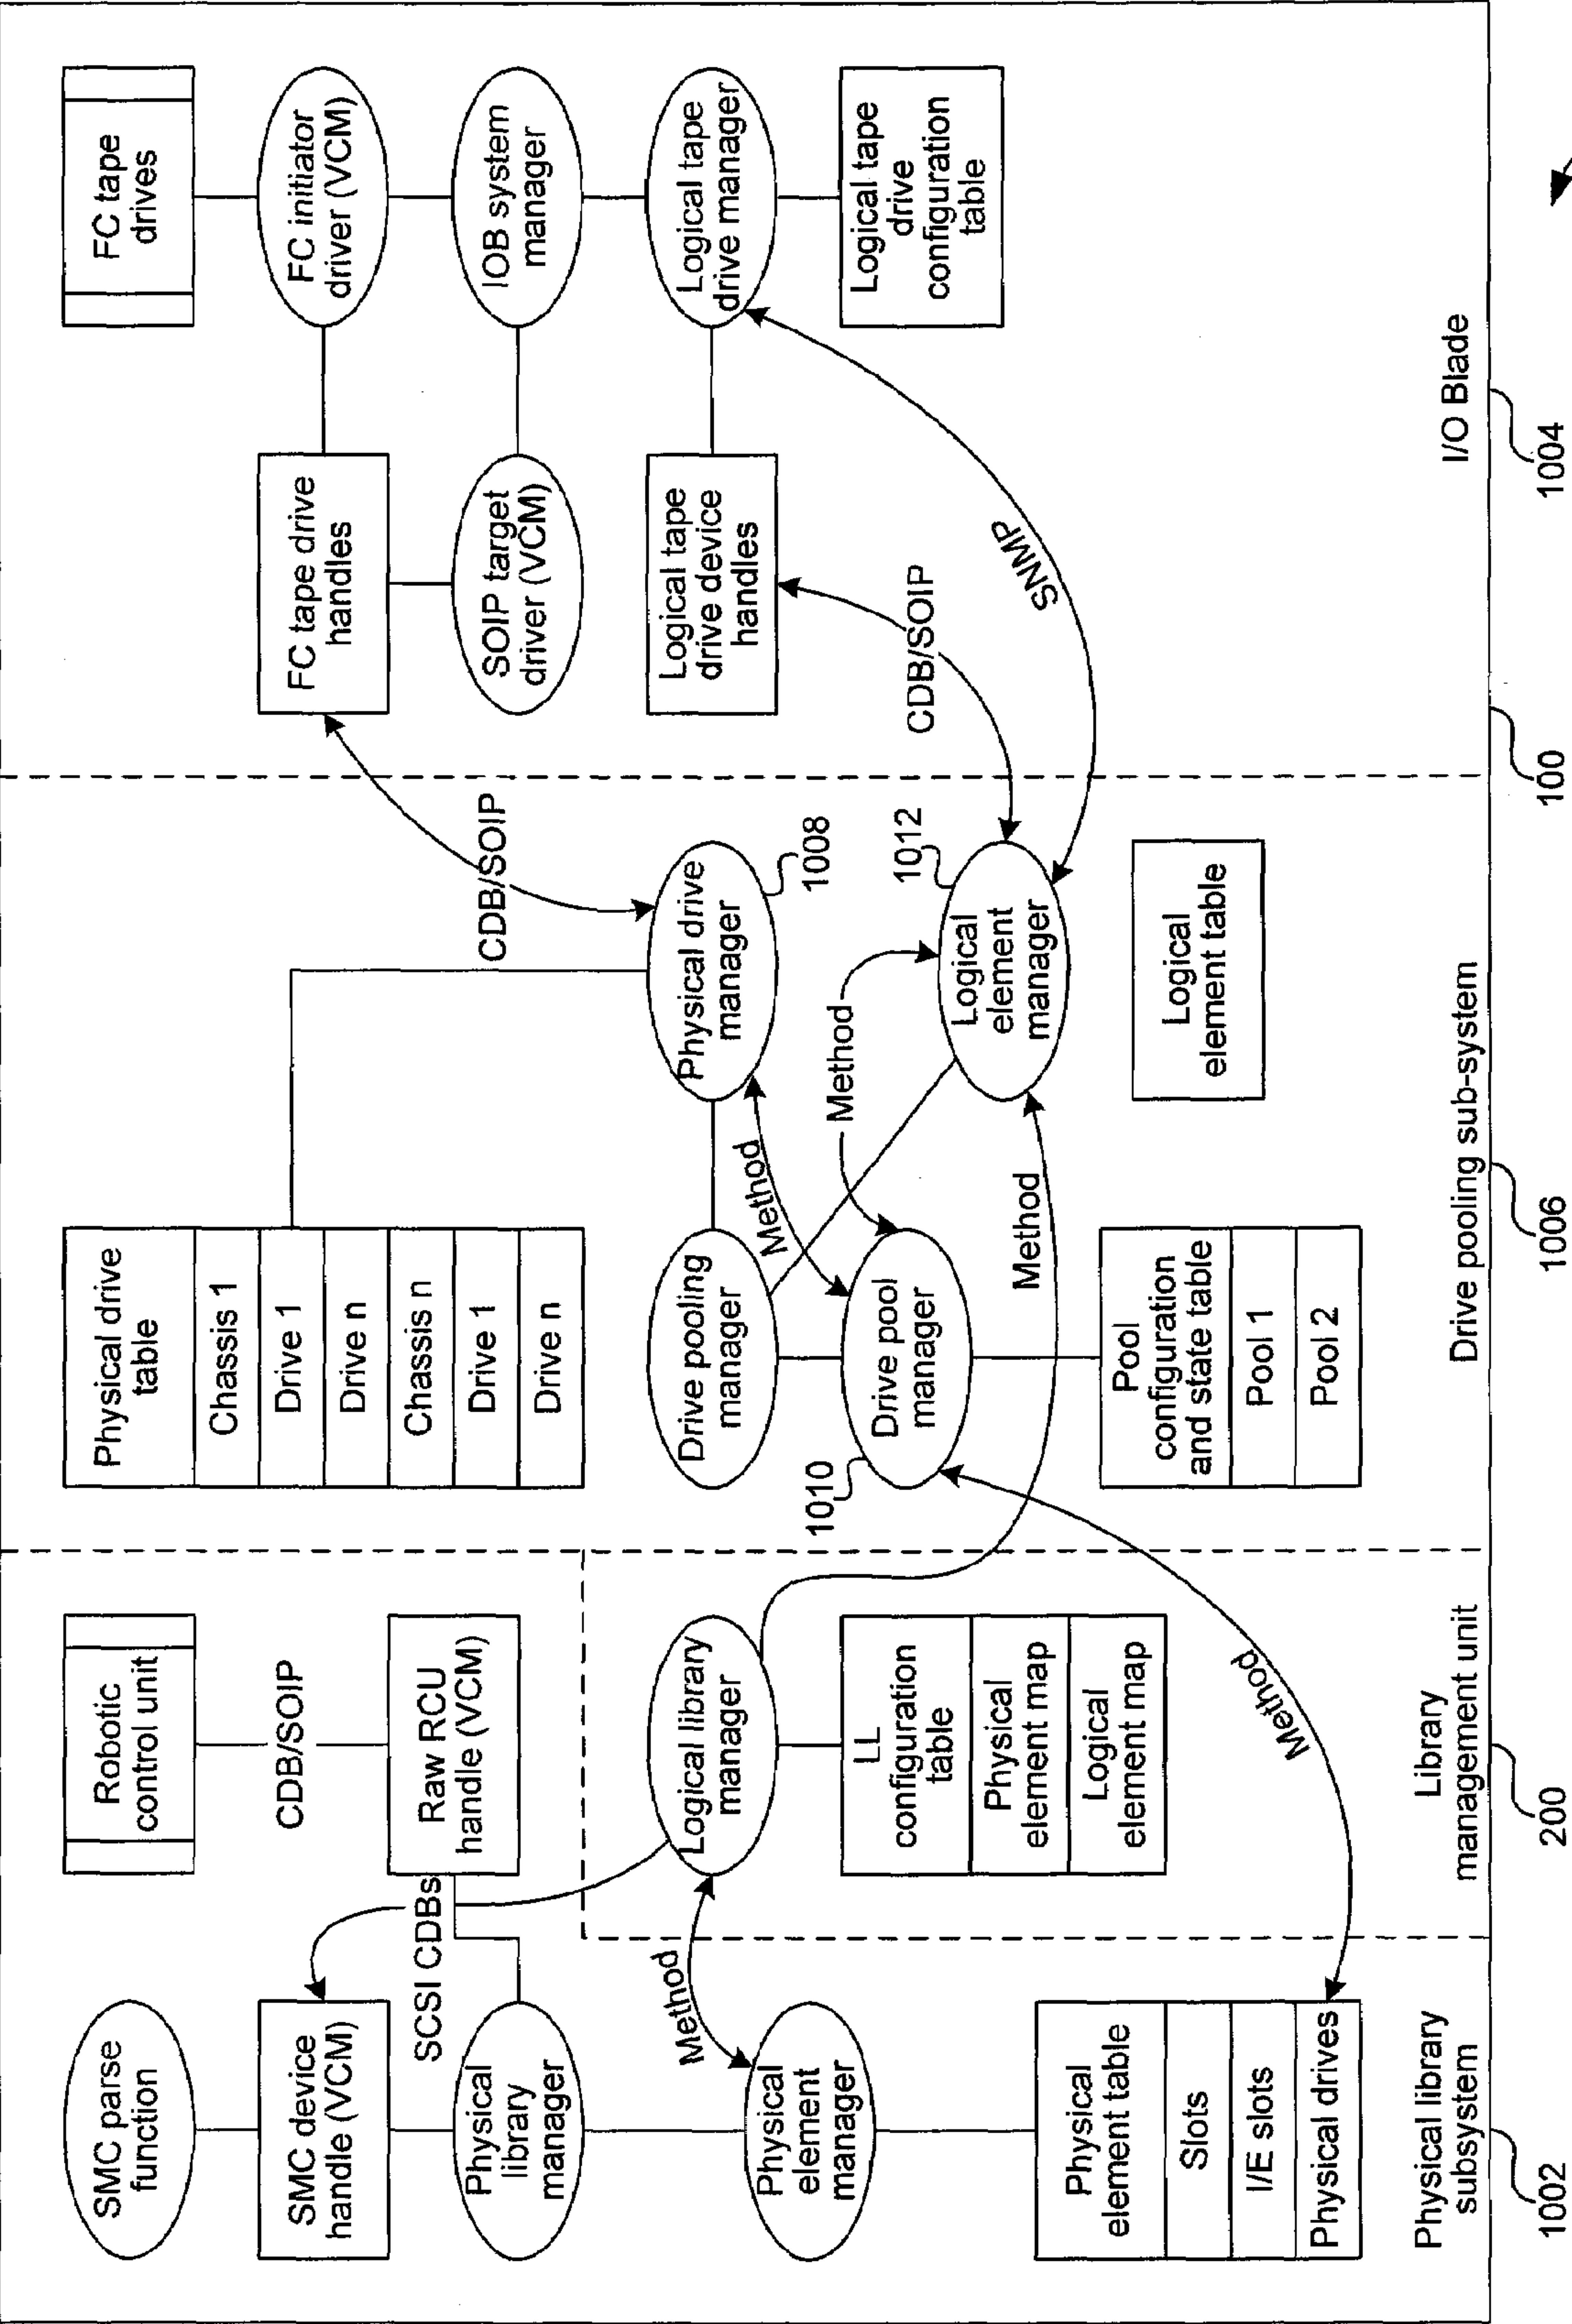 SMC parse
function
SMC device
handle (VCM)
SCSI CDBs
Physical
library
manager
Method
Physical
element
manager
Physical
element table
Slots
I/E slots
Physical drives
Physical library
subsystem
1002
Robotic
control unit
CDB/SOIP
Raw RCU
handle (VCM)
Logical library
manager
LL
configuration
table
Physical
element map
Logical
element map
Method
Library
management unit
200
Physical drive
table
Chassis 1
Drive 1
Drive n
Chassis n
Drive 1
Drive n
Drive pooling
manager
Method
Drive pool
manager
1010
Method
Pool
configuration
and state table
Pool 1
Pool 2
CDB/SOIP
Physical drive
manager
1008
Method
1012
Logical
element
manager
Logical
element table
Drive pooling sub-system
1006
FC tape
drives
FC tape drive
handles
FC initiator
driver (VCM)
SOIP target
driver (VCM)
IOB system
manager
Logical tape
drive device
handles
Logical tape
drive manager
CDB/SOIP
SNMP
Logical tape
drive
configuration
table
I/O Blade
1004
100